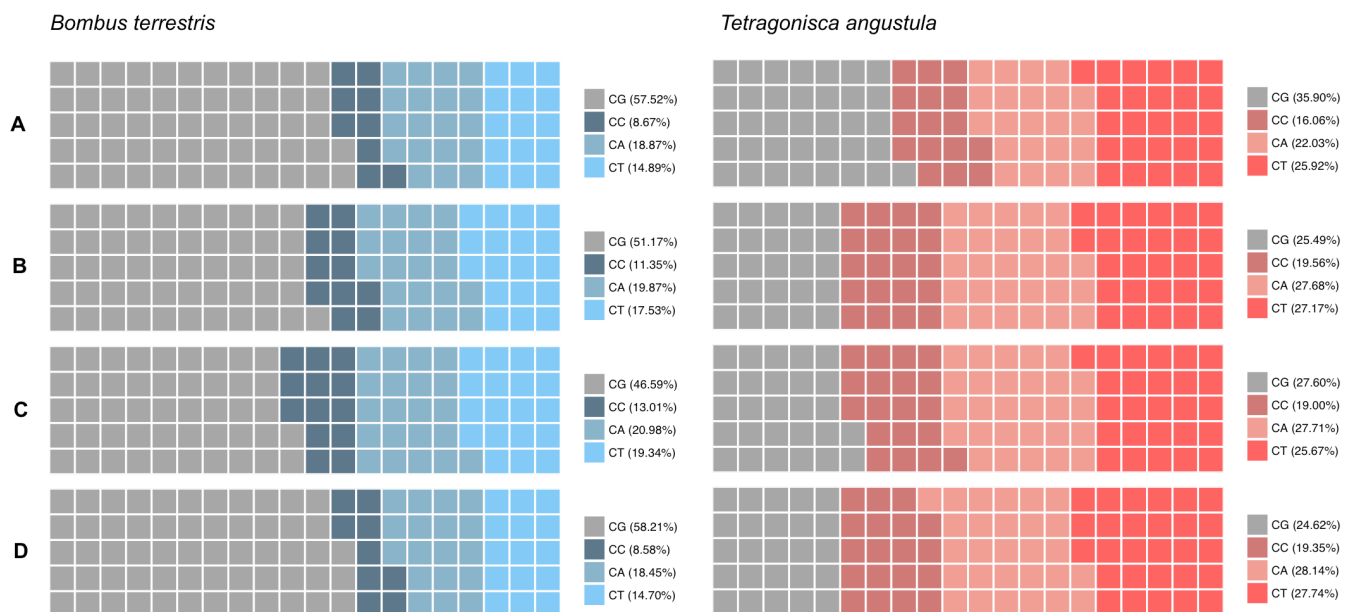 Bombus terrestris
Tetragonisca angustula
A
CG (57.52%)
CC (8.67%)
CA (18.87%)
CT (14.89%)
CG (35.90%)
CC (16.06%)
CA (22.03%)
CT (25.92%)
B
CG (51.17%)
CC (11.35%)
CA (19.87%)
CT (17.53%)
CG (25.49%)
CC (19.56%)
CA (27.68%)
CT (27.17%)
C
CG (46.59%)
CC (13.01%)
CA (20.98%)
CT (19.34%)
CG (27.60%)
CC (19.00%)
CA (27.71%)
CT (25.67%)
D
CG (58.21%)
CC (8.58%)
CA (18.45%)
CT (14.70%)
CG (24.62%)
CC (19.35%)
CA (28.14%)
CT (27.74%)